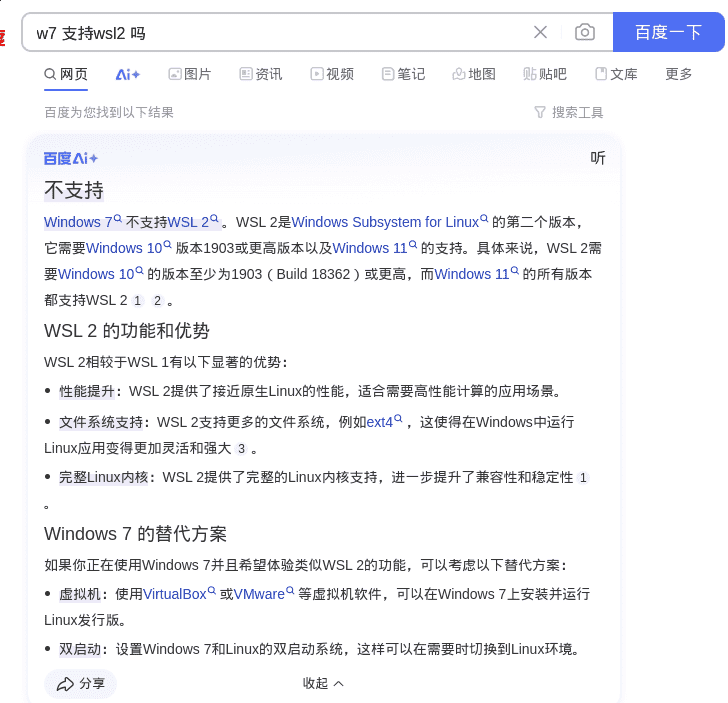 w7 支持wsl2 吗
百度一下
网页 Ai+ 图片 资讯 视频 笔记 地图 贴吧 文库 更多
百度为您找到以下结果 搜索工具
百度Ai+ 听
不支持
Windows 7 不支持WSL 2 。WSL 2是Windows Subsystem for Linux 的第二个版本，
它需要Windows 10 版本1903或更高版本以及Windows 11 的支持。具体来说，WSL 2需
要Windows 10 的版本至少为1903（Build 18362）或更高，而Windows 11 的所有版本
都支持WSL 2 1 2 。
WSL 2 的功能和优势
WSL 2相较于WSL 1有以下显著的优势：
• 性能提升：WSL 2提供了接近原生Linux的性能，适合需要高性能计算的应用场景。
• 文件系统支持：WSL 2支持更多的文件系统，例如ext4 ，这使得在Windows中运行
Linux应用变得更加灵活和强大 3 。
• 完整Linux内核：WSL 2提供了完整的Linux内核支持，进一步提升了兼容性和稳定性 1
。
Windows 7 的替代方案
如果你正在使用Windows 7并且希望体验类似WSL 2的功能，可以考虑以下替代方案：
• 虚拟机：使用VirtualBox 或VMware 等虚拟机软件，可以在Windows 7上安装并运行
Linux发行版。
• 双启动：设置Windows 7和Linux的双启动系统，这样可以在需要时切换到Linux环境。
分享 收起